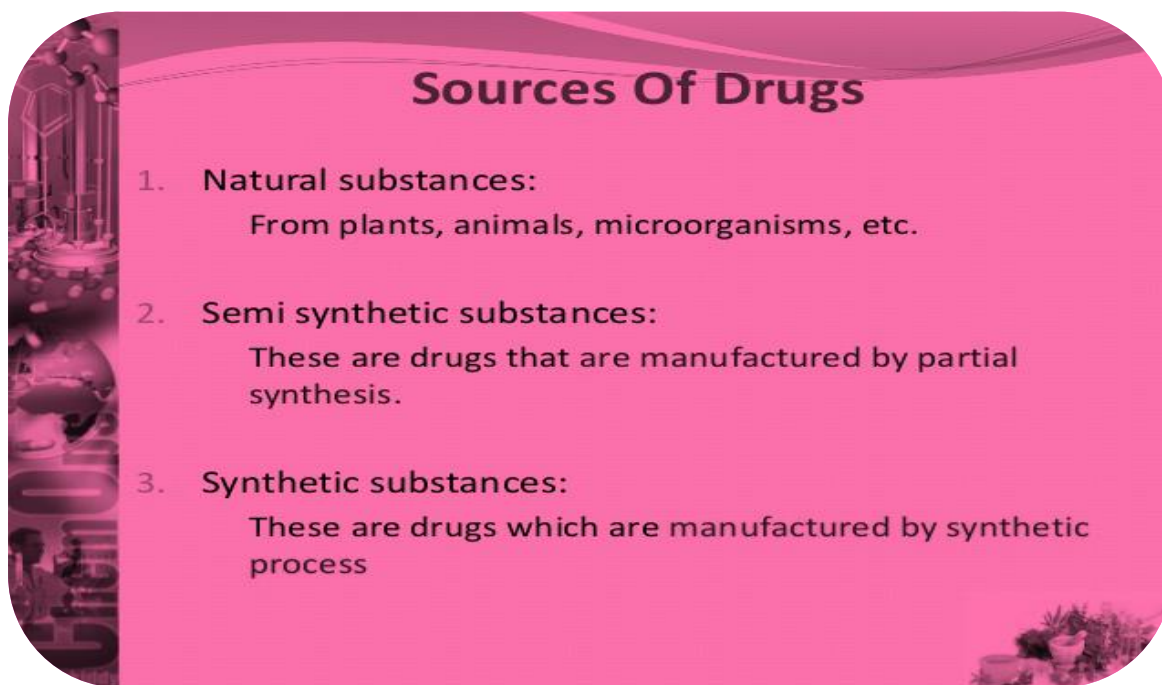 Sources Of Drugs
1. Natural substances:
From plants, animals, microorganisms, etc.
2. Semi synthetic substances:
These are drugs that are manufactured by partial
synthesis.
3. Synthetic substances:
These are drugs which are manufactured by synthetic
process